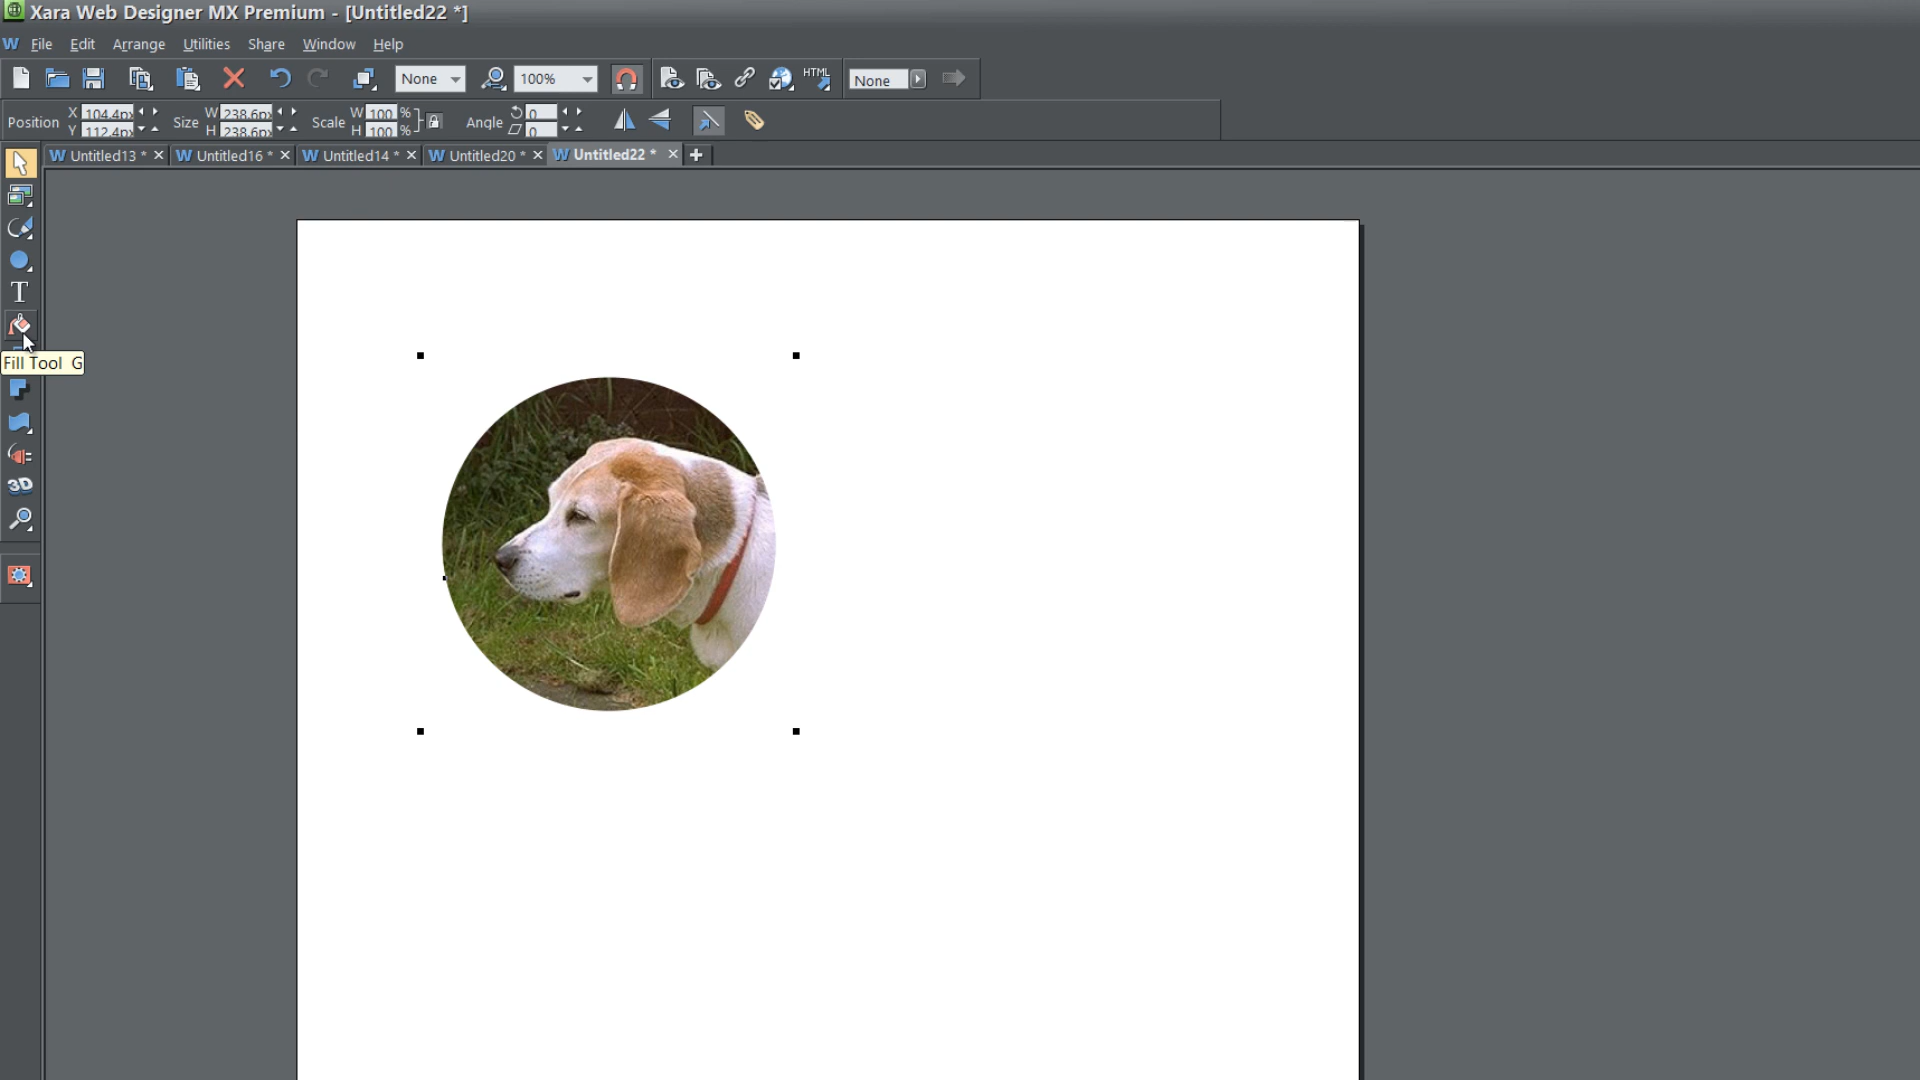 Xara Web Designer MX Premium - [Untitled22 *]
File Edit Arrange Utilities Share Window Help
None 100% HTML None
Position X 104.4px Size W 238.6px Scale W 100 % Angle 0
Y 112.4px H 238.6px H 100 % 0
Untitled13 * Untitled16 * Untitled14 * Untitled20 * Untitled22 *
T
Fill Tool G
3D